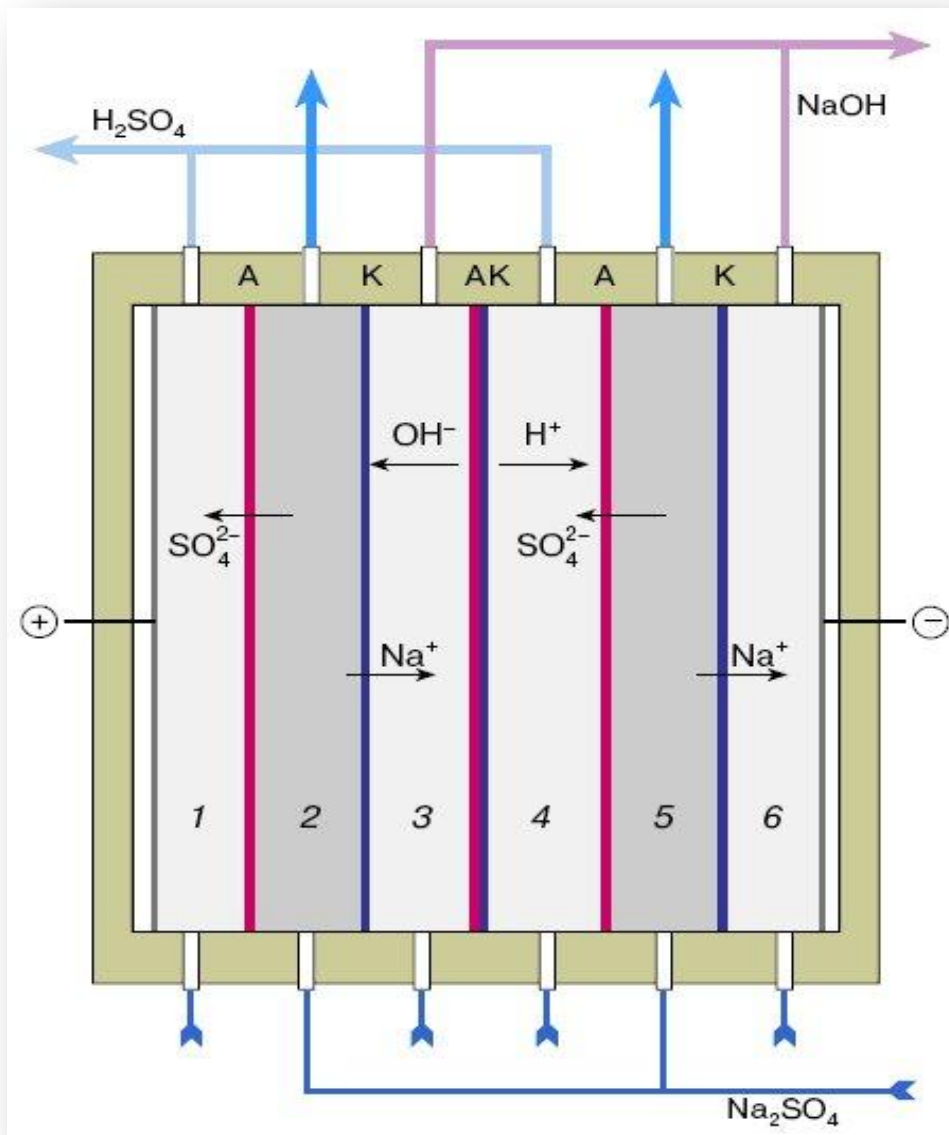 H₂SO₄
NaOH
A K AK A K
OH⁻ H⁺
SO₄²⁻ SO₄²⁻
+ −
Na⁺ Na⁺
1 2 3 4 5 6
Na₂SO₄